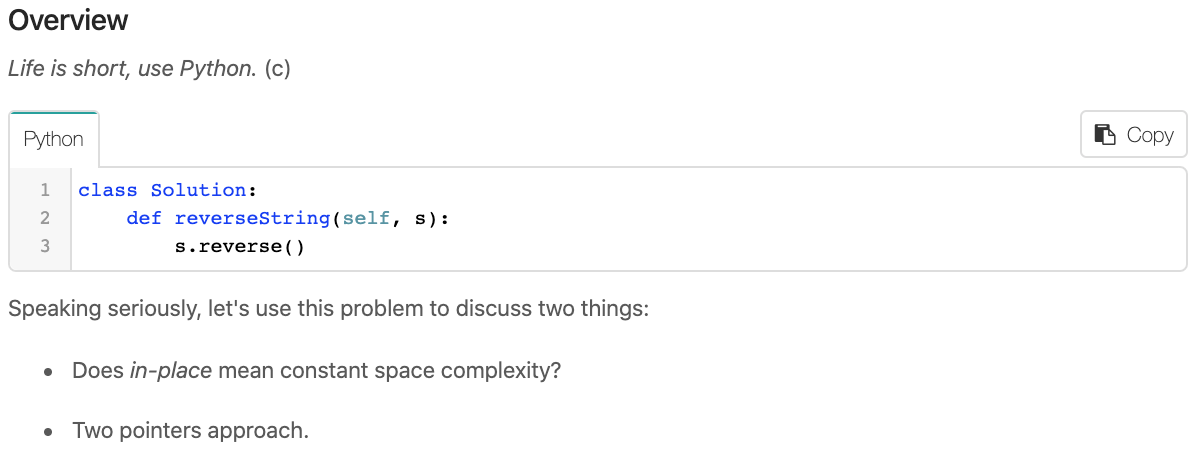 Overview
Life is short, use Python. (c)
Python
Copy
1 class Solution:
2     def reverseString(self, s):
3         s.reverse()
Speaking seriously, let's use this problem to discuss two things:
• Does in-place mean constant space complexity?
• Two pointers approach.